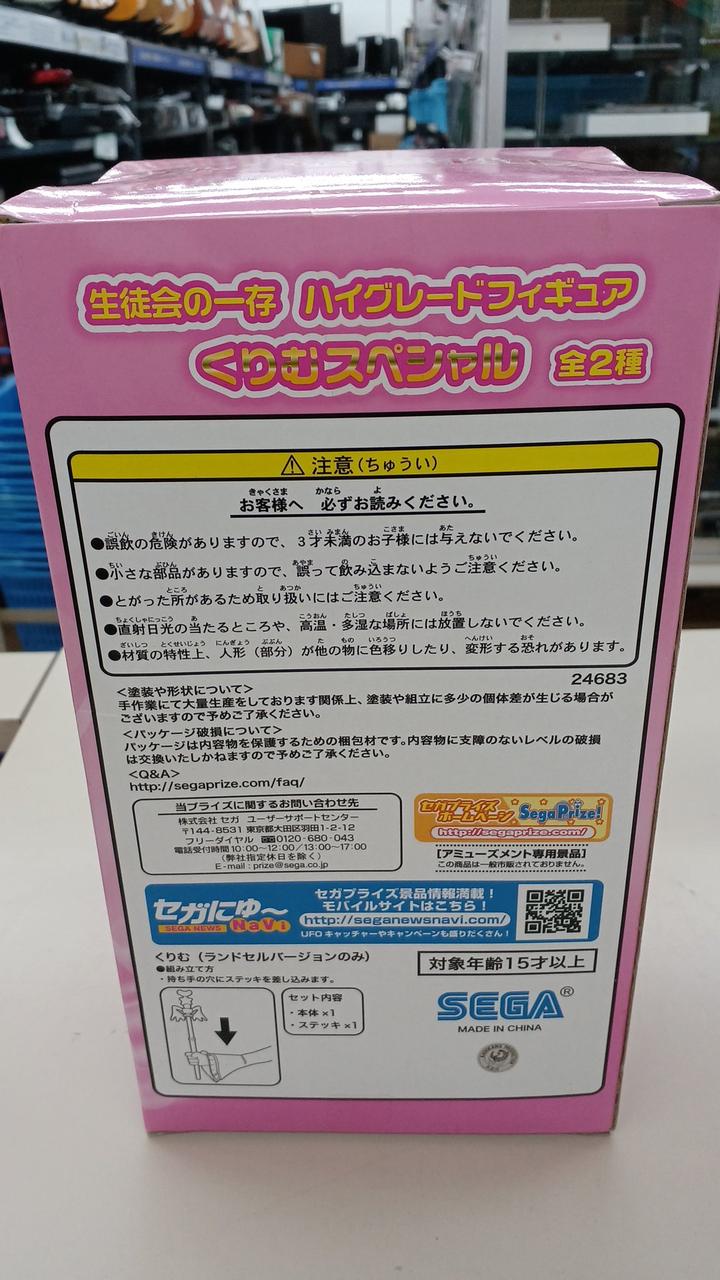 生徒会の一存 ハイグレードフィギュア
くりむスペシャル 全2種
⚠ 注意(ちゅうい)
お客様へ 必ずお読みください。
●誤飲の危険がありますので、3才未満のお子様には与えないでください。
●小さな部品がありますので、誤って飲み込まないようご注意ください。
●とがった所があるため取り扱いにはご注意ください。
●直射日光の当たるところや、高温・多湿な場所には放置しないでください。
●材質の特性上、人形(部分)が他の物に色移りしたり、変形する恐れがあります。
24683
<塗装や形状について>
手作業にて大量生産をしております関係上、塗装や組立に多少の個体差が生じる場合が
ございますので予めご了承ください。
<パッケージ破損について>
パッケージは内容物を保護するための梱包材です。内容物に支障のないレベルの破損
は交換いたしかねますので予めご了承ください。
<Q&A>
http://segaprize.com/faq/
当プライズに関するお問い合わせ先
株式会社 セガ ユーザーサポートセンター
〒144-8531 東京都大田区羽田1-2-12
フリーダイヤル 0120-680-043
電話受付時間 10:00~12:00/13:00~17:00
(弊社指定休日を除く)
E-mail : prize@sega.co.jp
セガプライズ
ホームページ SegaPrize!
http://segaprize.com/
[アミューズメント専用景品]
この商品は一般市販されておりません。
セガにゅ~
SEGA NEWS NaVi
セガプライズ景品情報満載!
モバイルサイトはこちら!
http://seganewsnavi.com/
UFOキャッチャーやキャンペーンも盛りだくさん!
くりむ(ランドセルバージョンのみ)
●組み立て方
・持ち手の穴にステッキを差し込みます。
セット内容
・本体×1
・ステッキ×1
対象年齢15才以上
SEGA®
MADE IN CHINA